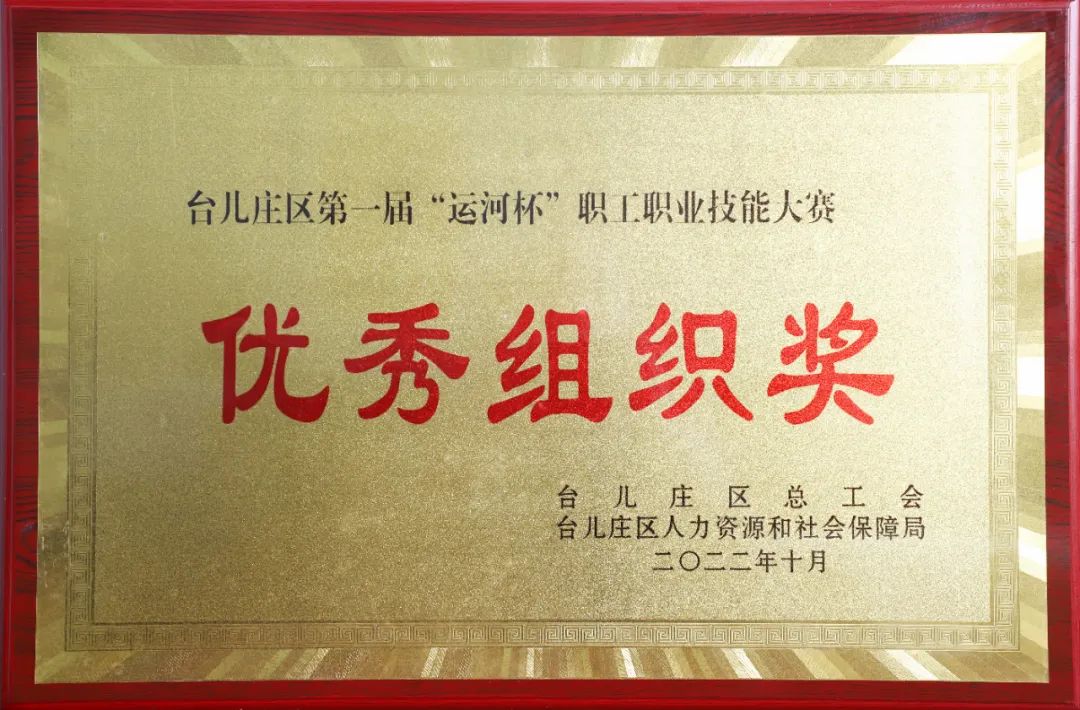 台儿庄区第一届“运河杯”职工职业技能大赛
优秀组织奖
台儿庄区总工会
台儿庄区人力资源和社会保障局
二〇二二年十月